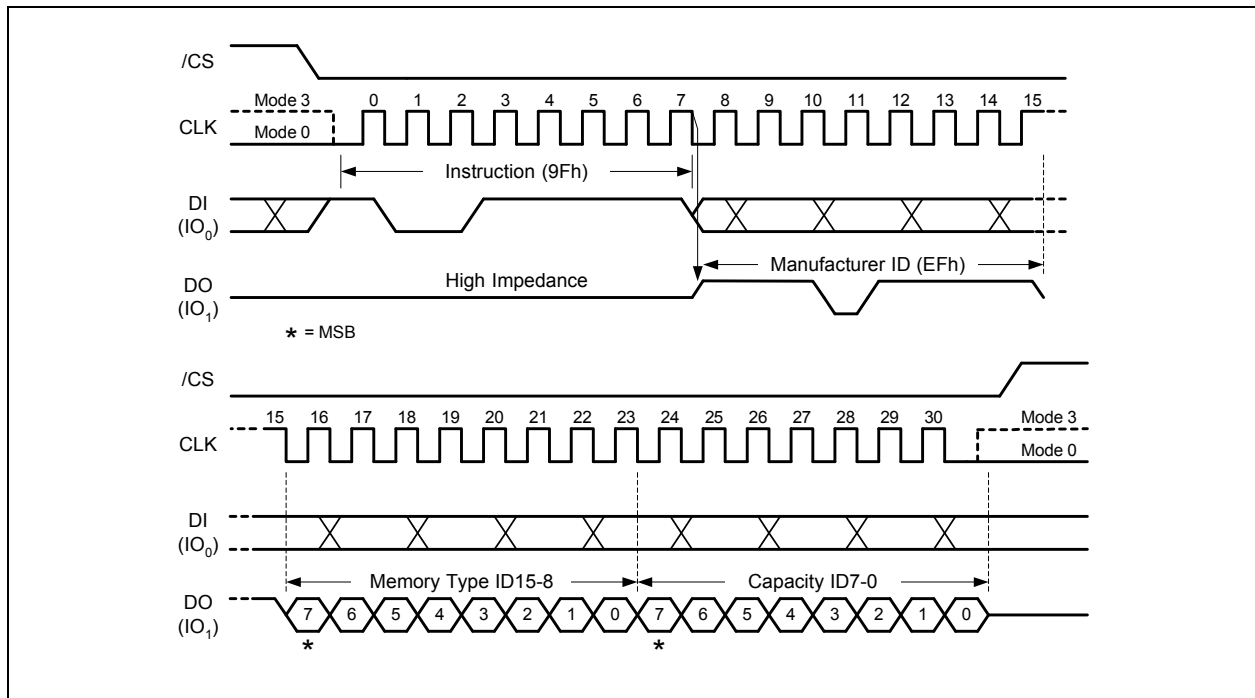 /CS
Mode 3 0 1 2 3 4 5 6 7 8 9 10 11 12 13 14 15
CLK
Mode 0
Instruction (9Fh)
DI
(IO0)
Manufacturer ID (EFh)
High Impedance
DO
(IO1)
* = MSB
/CS
15 16 17 18 19 20 21 22 23 24 25 26 27 28 29 30 Mode 3
CLK
Mode 0
DI
(IO0)
Memory Type ID15-8 Capacity ID7-0
DO
(IO1)
7 6 5 4 3 2 1 0 7 6 5 4 3 2 1 0
* *